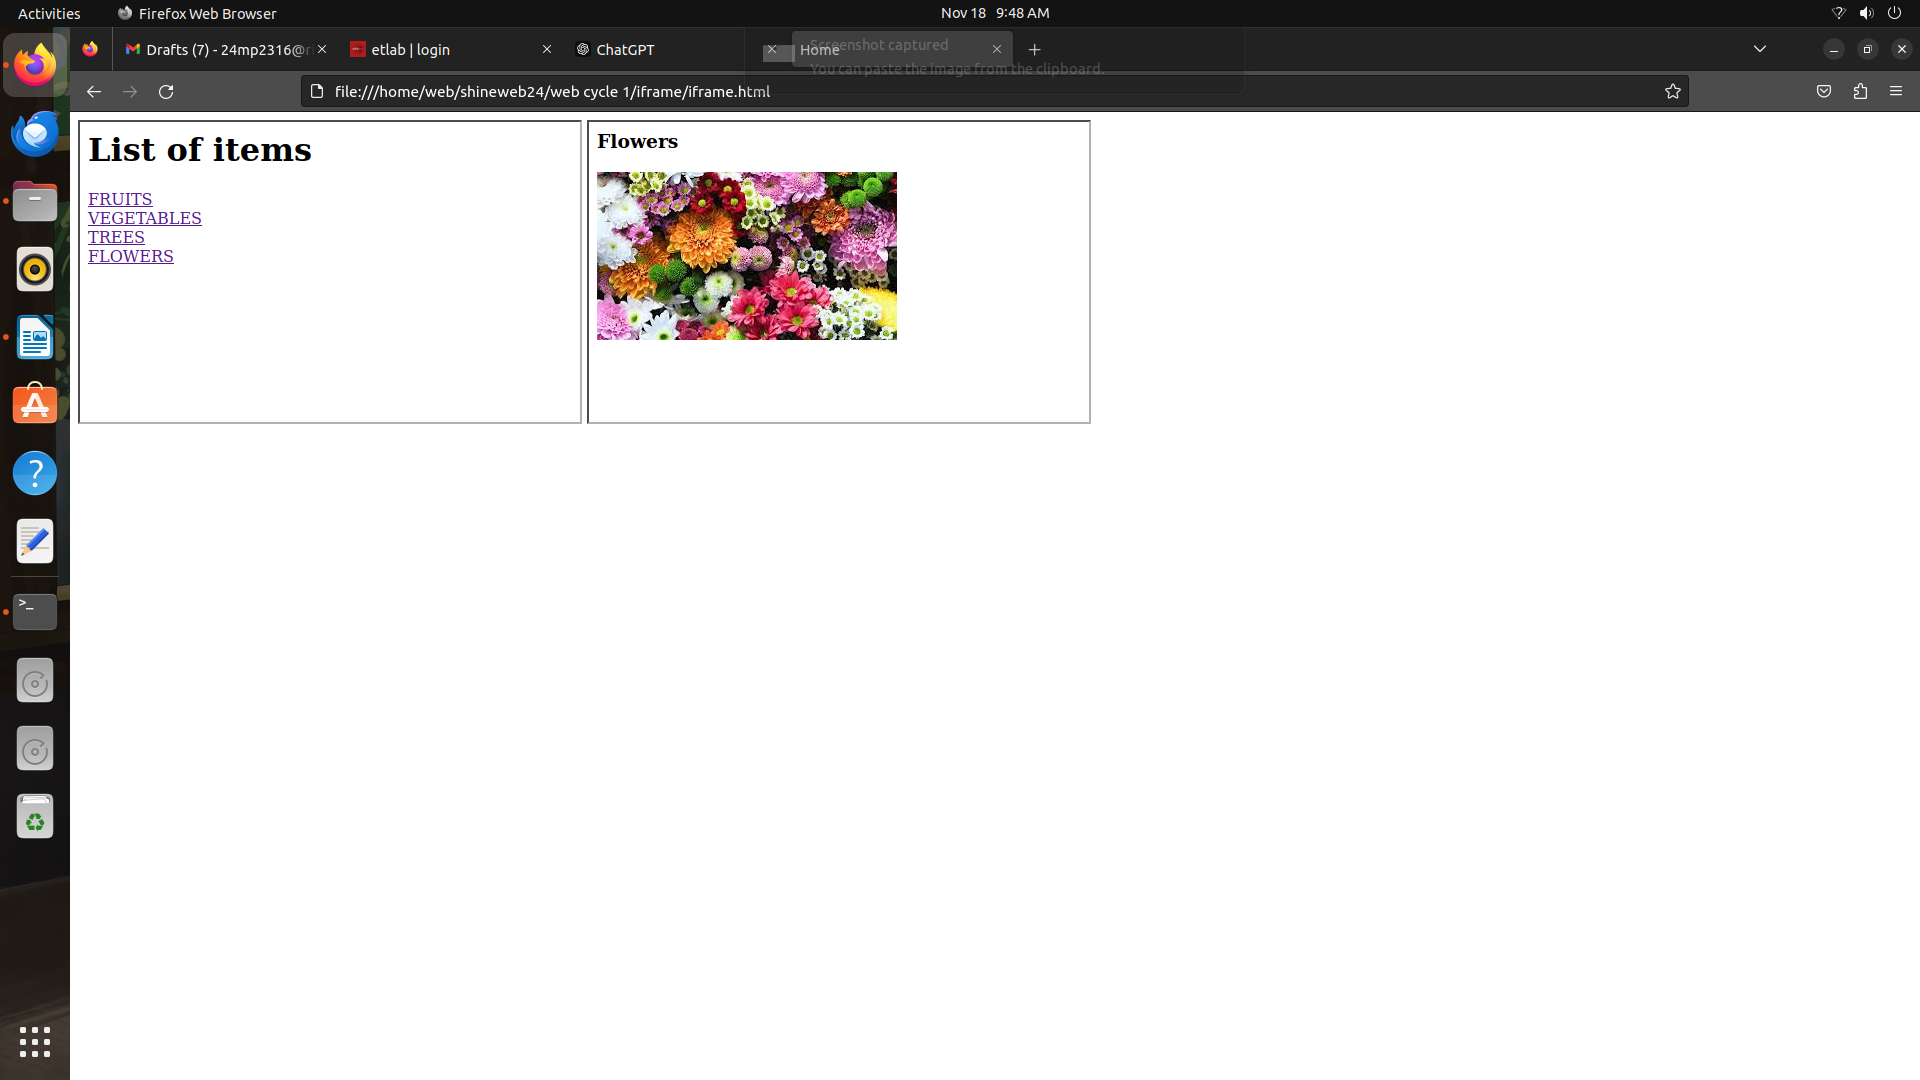 Activities
Firefox Web Browser
Nov 18 9:48 AM
Drafts (7) - 24mp2316@r
etlab | login
ChatGPT
Home
Screenshot captured
You can paste the image from the clipboard.
file:///home/web/shineweb24/web cycle 1/iframe/iframe.html
List of items
FRUITS
VEGETABLES
TREES
FLOWERS
Flowers